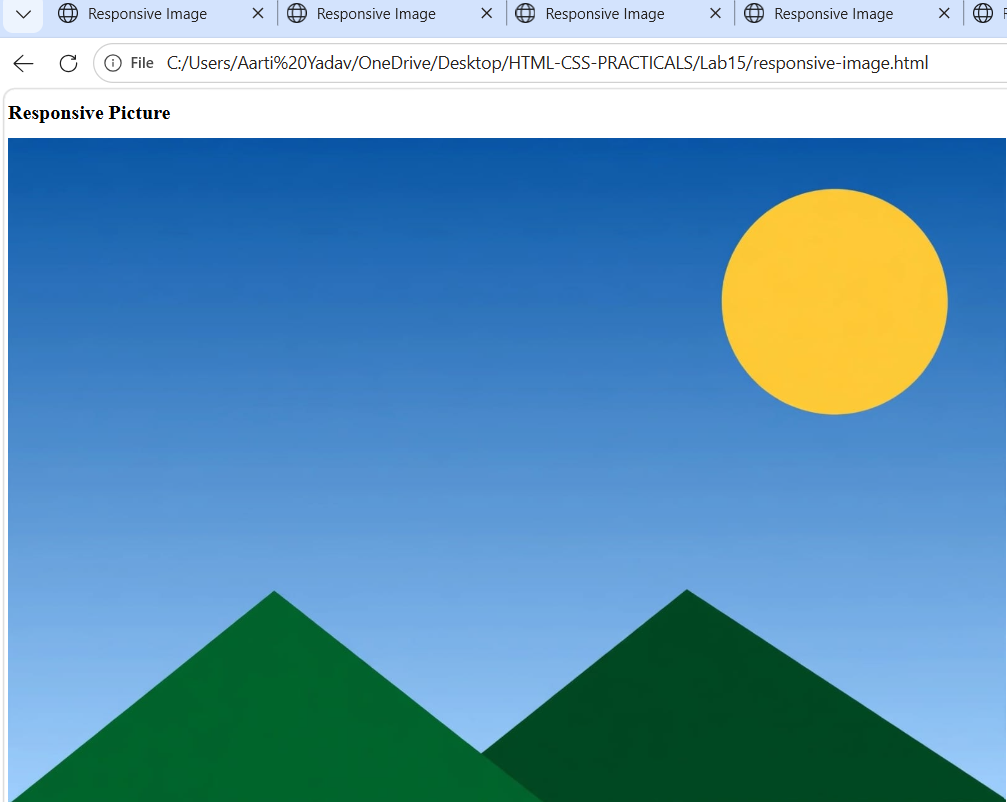 Responsive Image Responsive Image Responsive Image Responsive Image
File C:/Users/Aarti%20Yadav/OneDrive/Desktop/HTML-CSS-PRACTICALS/Lab15/responsive-image.html
Responsive Picture